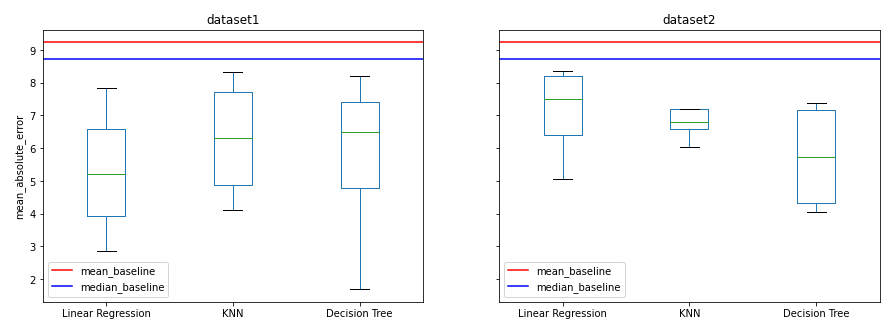 dataset1
dataset2
mean_absolute_error
9
8
7
6
5
4
3
2
mean_baseline
median_baseline
mean_baseline
median_baseline
Linear Regression
KNN
Decision Tree
Linear Regression
KNN
Decision Tree